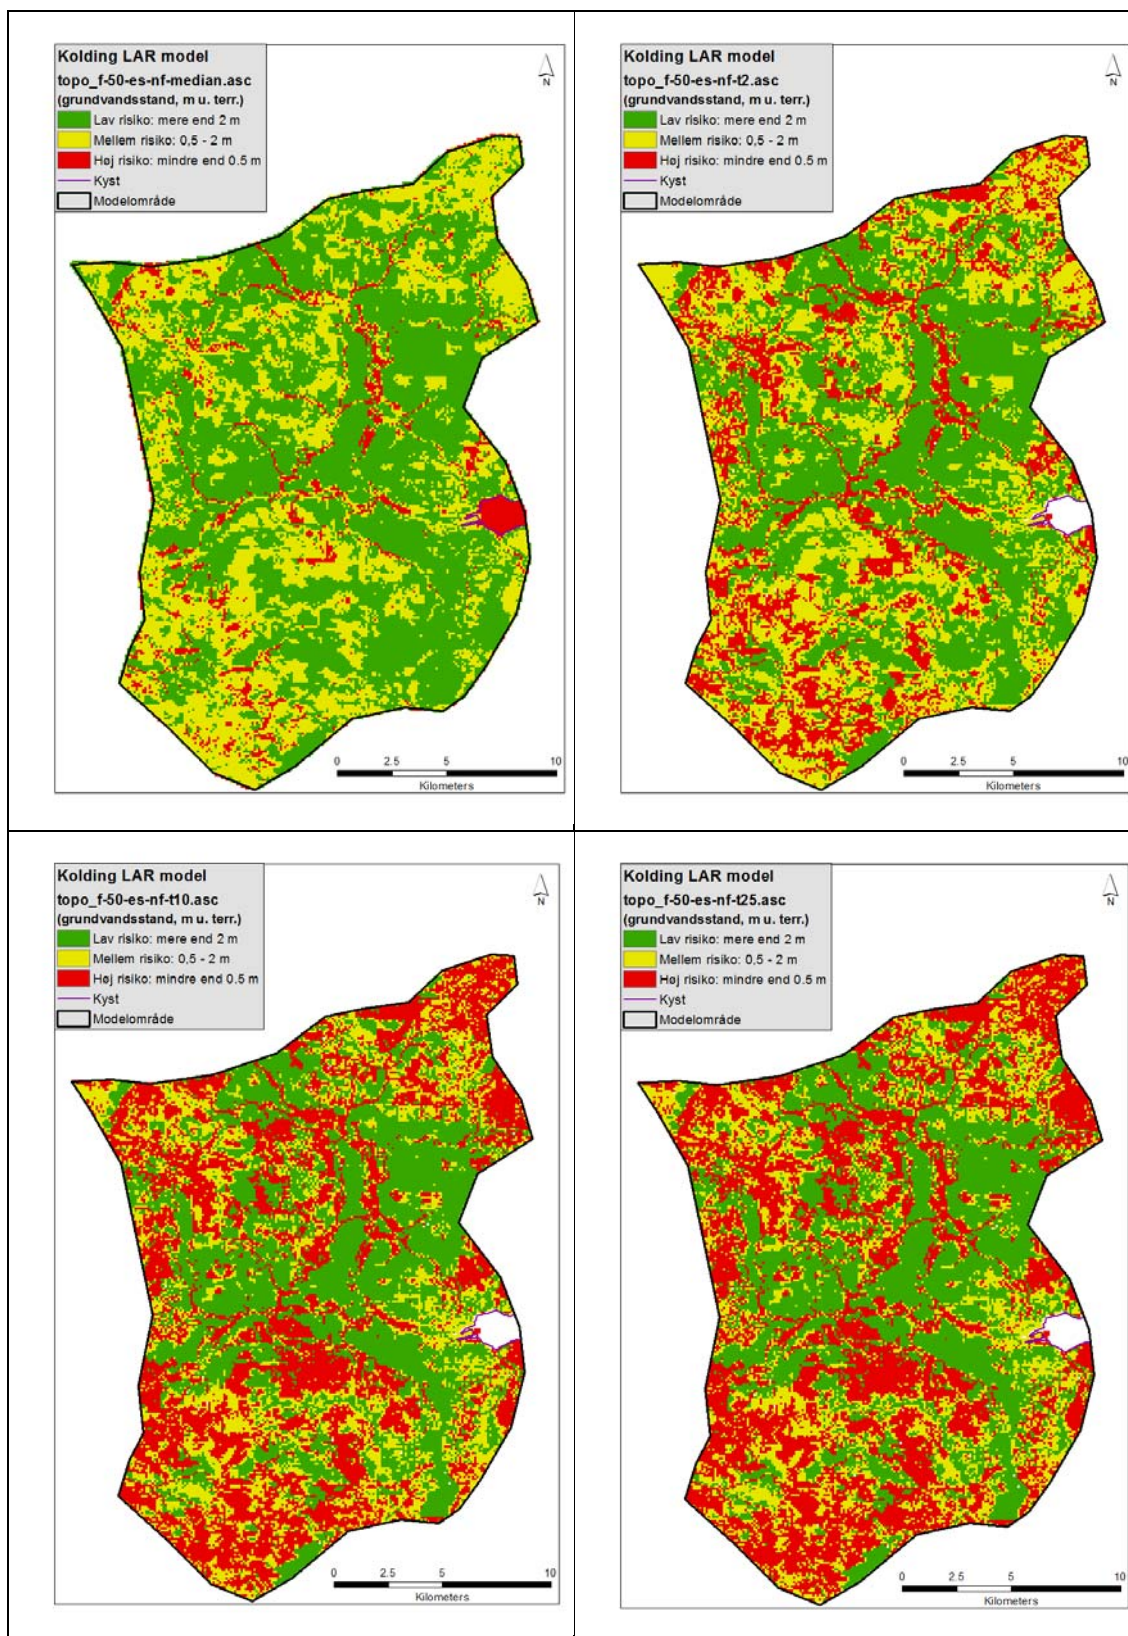 Kolding LAR model
topo_f-50-es-nf-median.asc
(grundvandsstand, m u. terr.)
Lav risiko: mere end 2 m
Mellem risiko: 0,5 - 2 m
Høj risiko: mindre end 0.5 m
Kyst
Modelområde
N
0 2.5 5 10
Kilometers
Kolding LAR model
topo_f-50-es-nf-t2.asc
(grundvandsstand, m u. terr.)
Lav risiko: mere end 2 m
Mellem risiko: 0,5 - 2 m
Høj risiko: mindre end 0.5 m
Kyst
Modelområde
N
0 2.5 5 10
Kilometers
Kolding LAR model
topo_f-50-es-nf-t10.asc
(grundvandsstand, m u. terr.)
Lav risiko: mere end 2 m
Mellem risiko: 0,5 - 2 m
Høj risiko: mindre end 0.5 m
Kyst
Modelområde
N
0 2.5 5 10
Kilometers
Kolding LAR model
topo_f-50-es-nf-t25.asc
(grundvandsstand, m u. terr.)
Lav risiko: mere end 2 m
Mellem risiko: 0,5 - 2 m
Høj risiko: mindre end 0.5 m
Kyst
Modelområde
N
0 2.5 5 10
Kilometers